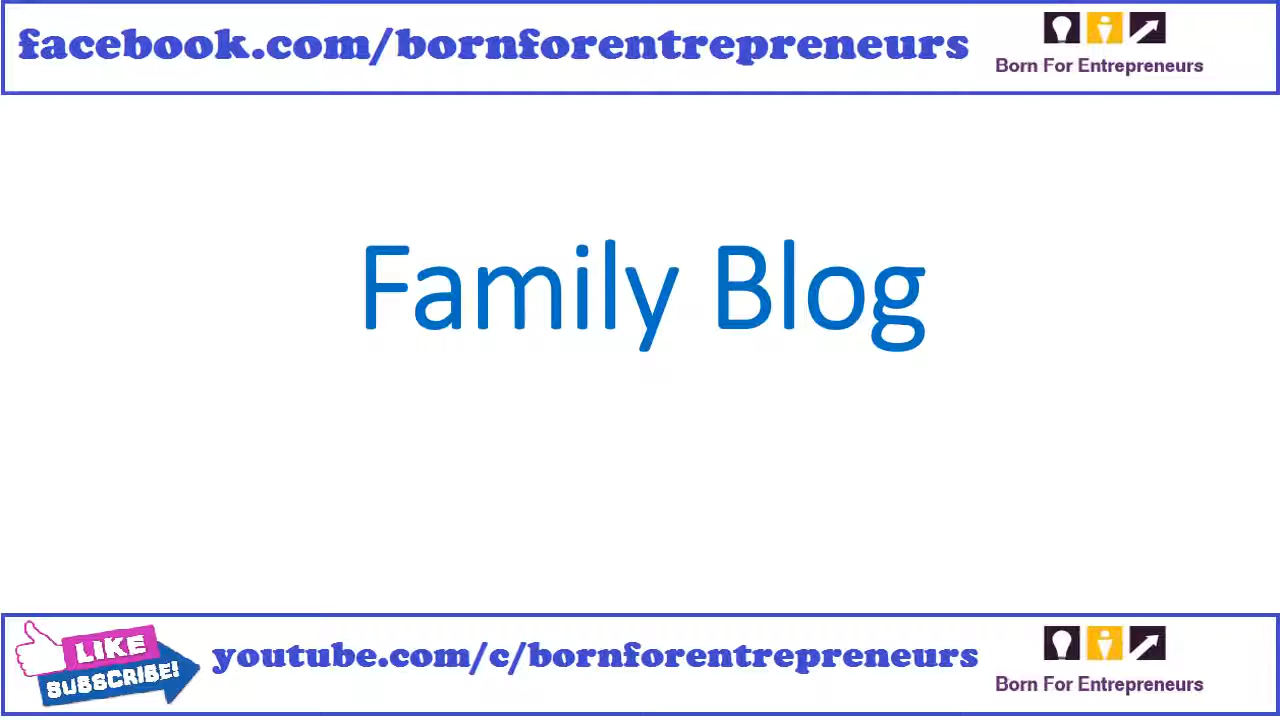 facebook.com/bornforentrepreneurs
Born For Entrepreneurs
Family Blog
LIKE
SUBSCRIBE!
youtube.com/c/bornforentrepreneurs
Born For Entrepreneurs